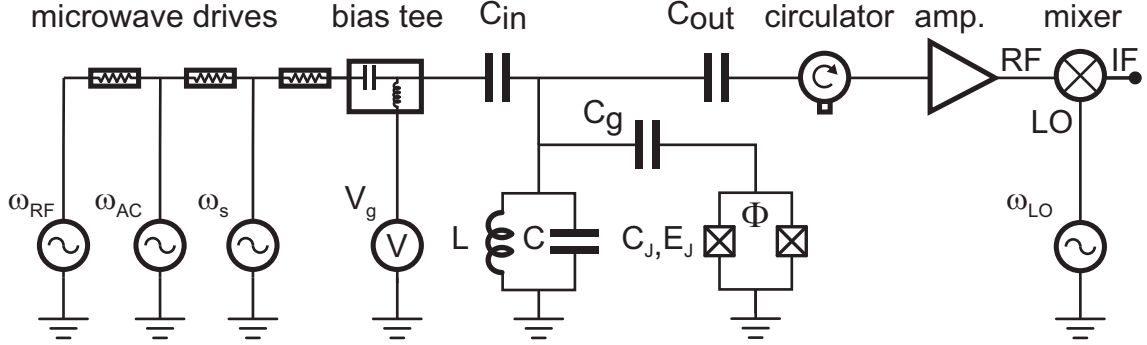 microwave drives bias tee C_in C_out circulator amp. mixer
RF IF
LO
C_g
ω_RF ω_AC ω_s V_g ω_LO
V L C C_J,E_J Φ